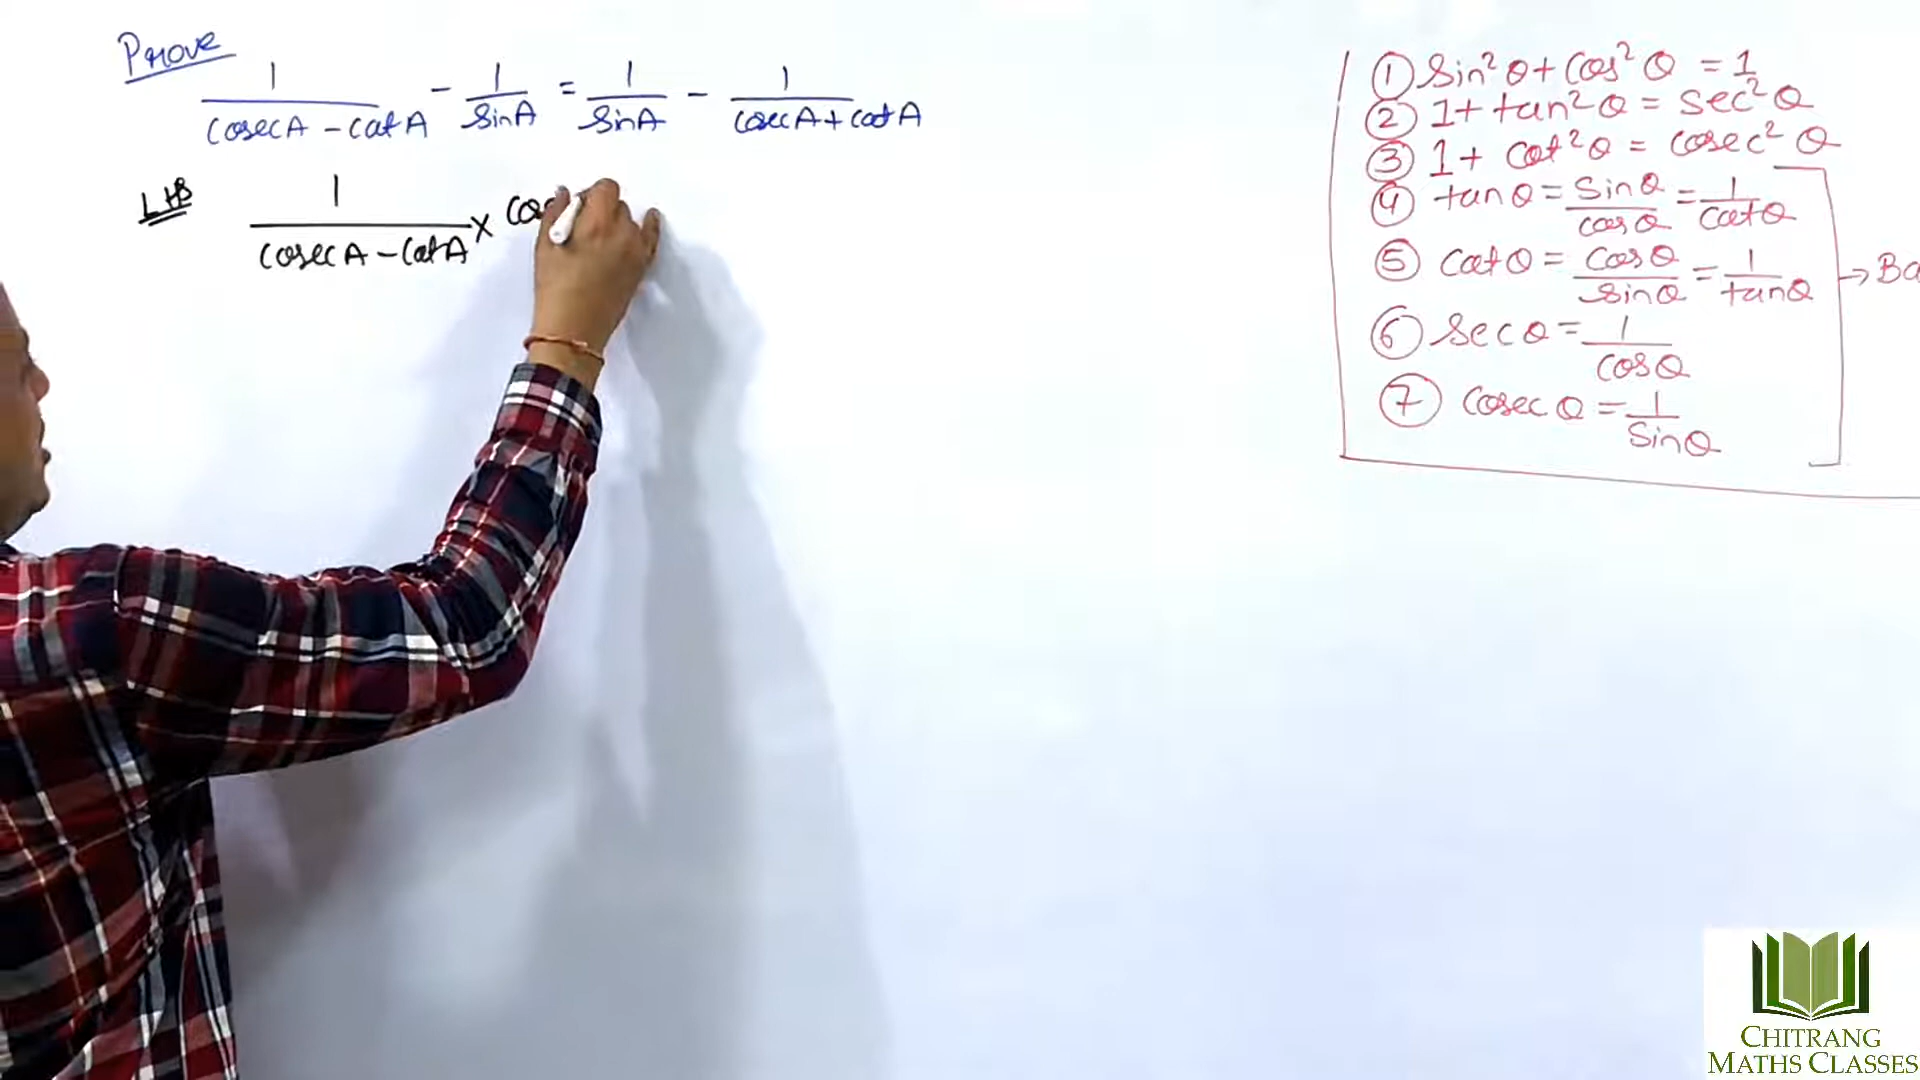 Prove
1/(cosecA - cotA) - 1/sinA = 1/sinA - 1/(cosecA + cotA)
LHS 1/(cosecA - cotA) ×
① sin²θ + cos²θ = 1
② 1 + tan²θ = sec²θ
③ 1 + cot²θ = cosec²θ
④ tanθ = sinθ/cosθ = 1/cotθ
⑤ cotθ = cosθ/sinθ = 1/tanθ
⑥ secθ = 1/cosθ
⑦ cosecθ = 1/sinθ
CHITRANG
MATHS CLASSES